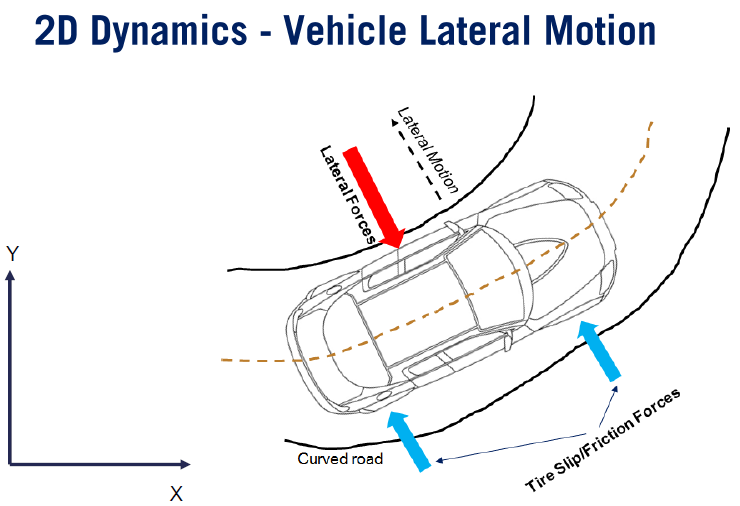 2D Dynamics - Vehicle Lateral Motion
Lateral Motion
Lateral Forces
Y
Tire Slip/Friction Forces
Curved road
X